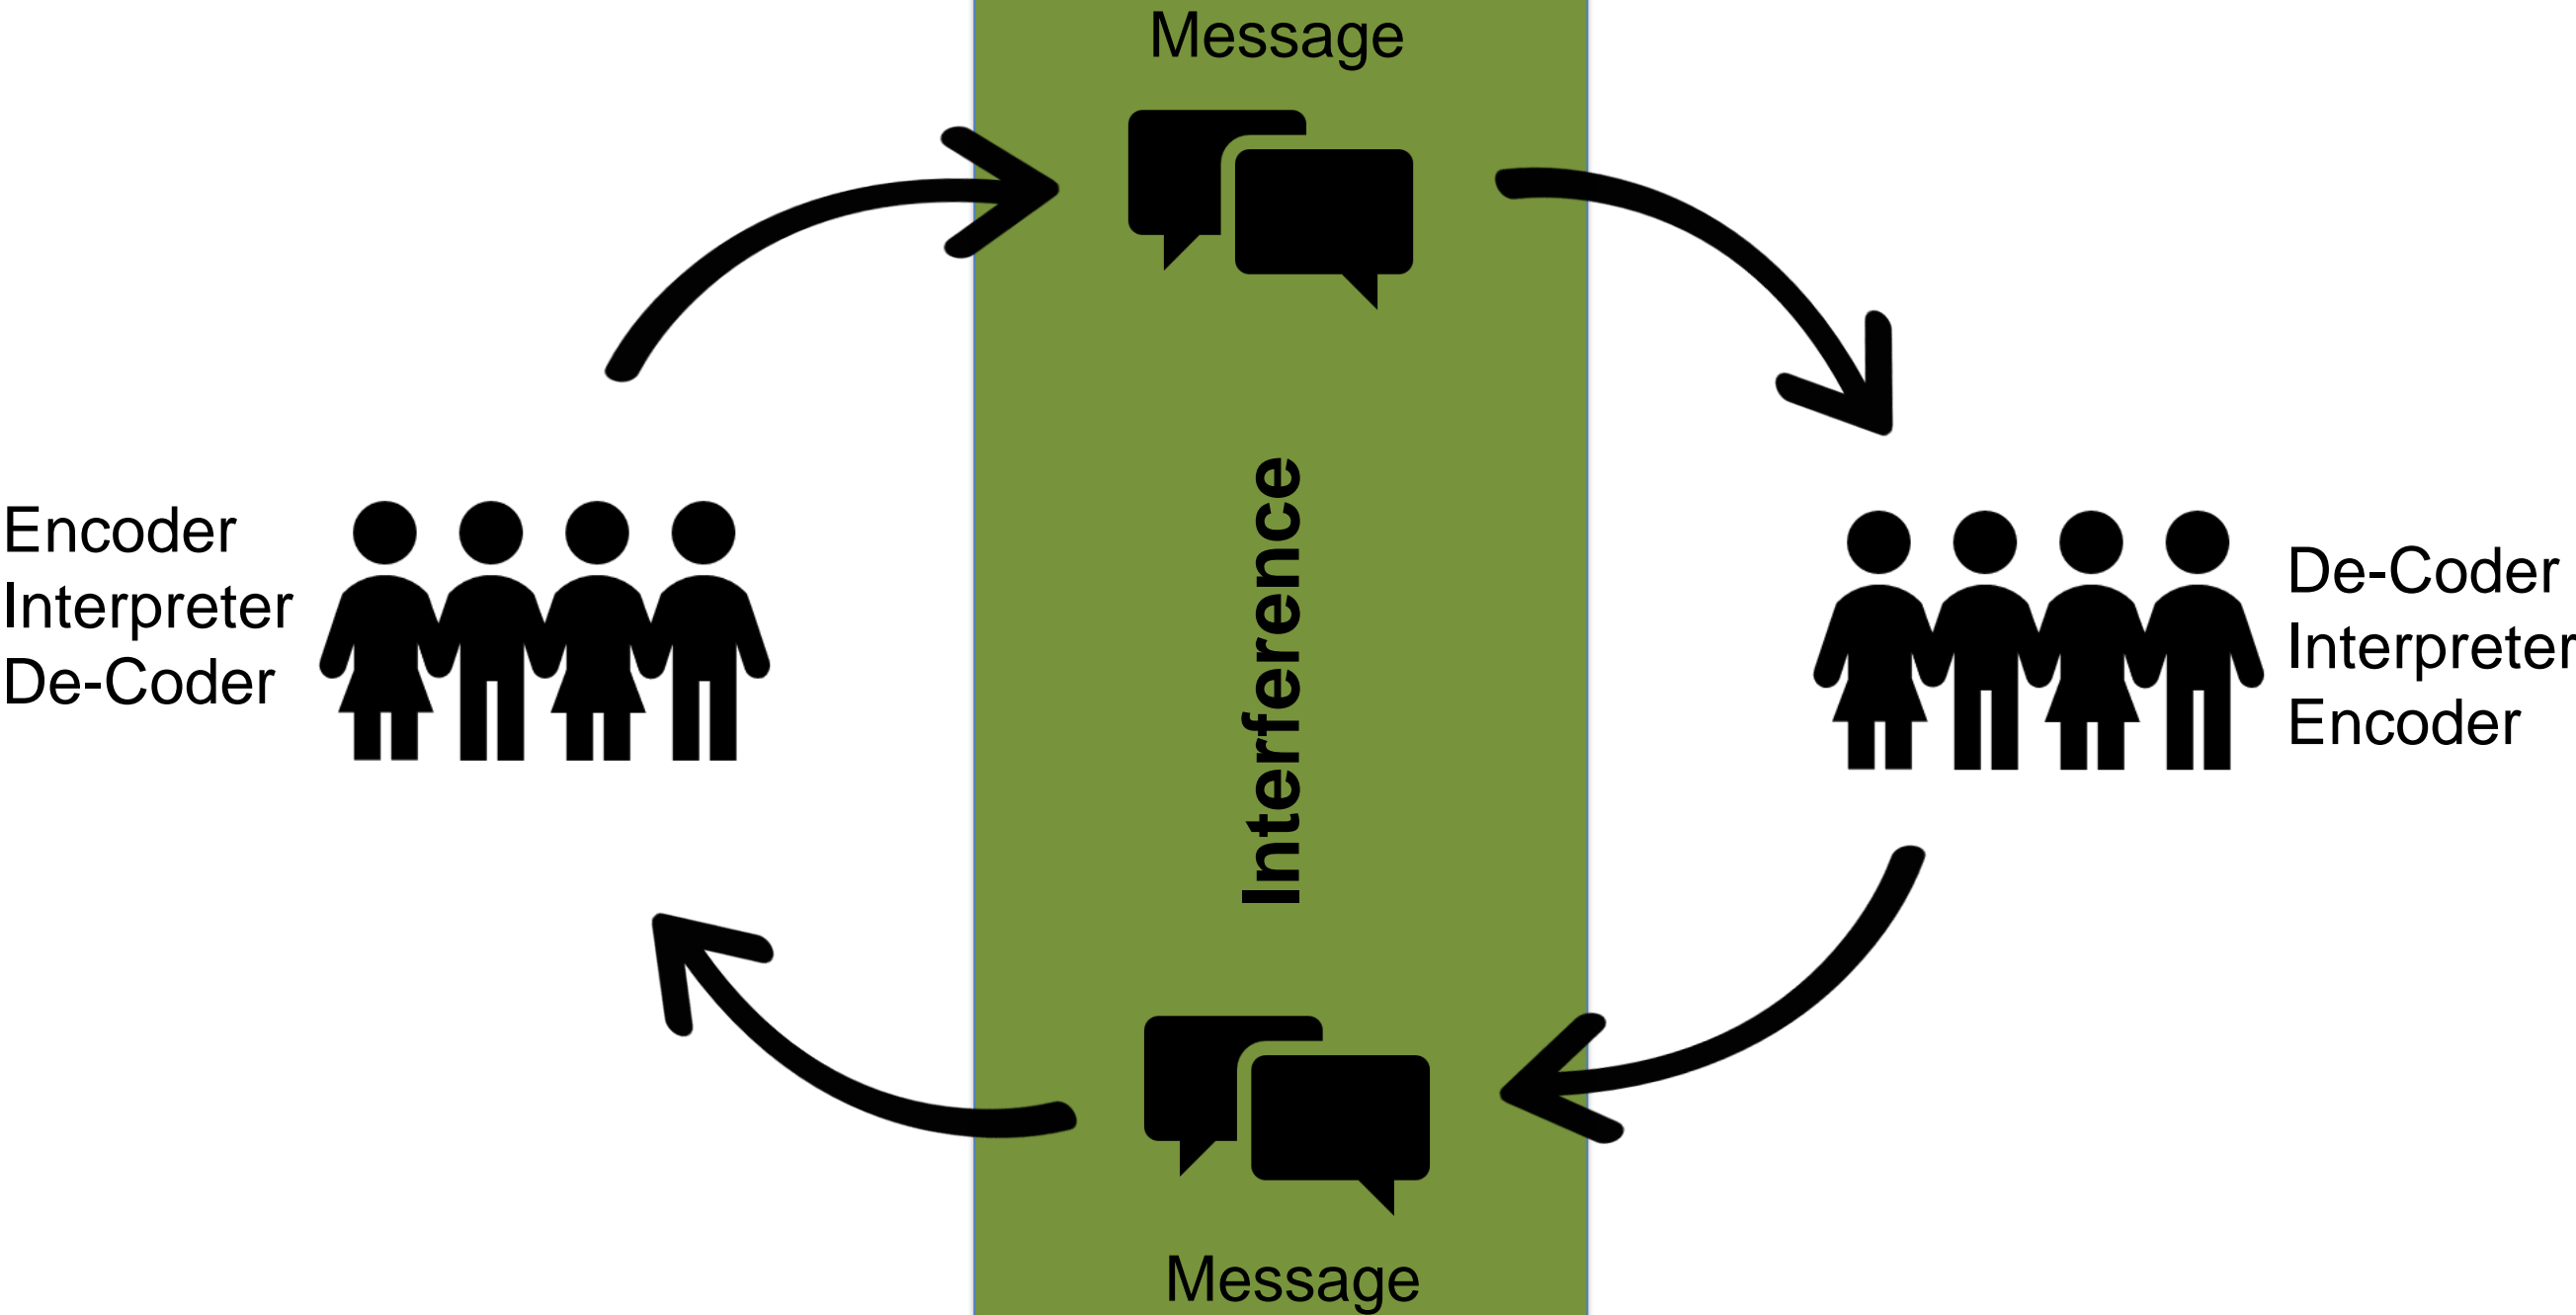 Message
Encoder
Interpreter
De-Coder
Interference
De-Coder
Interpreter
Encoder
Message